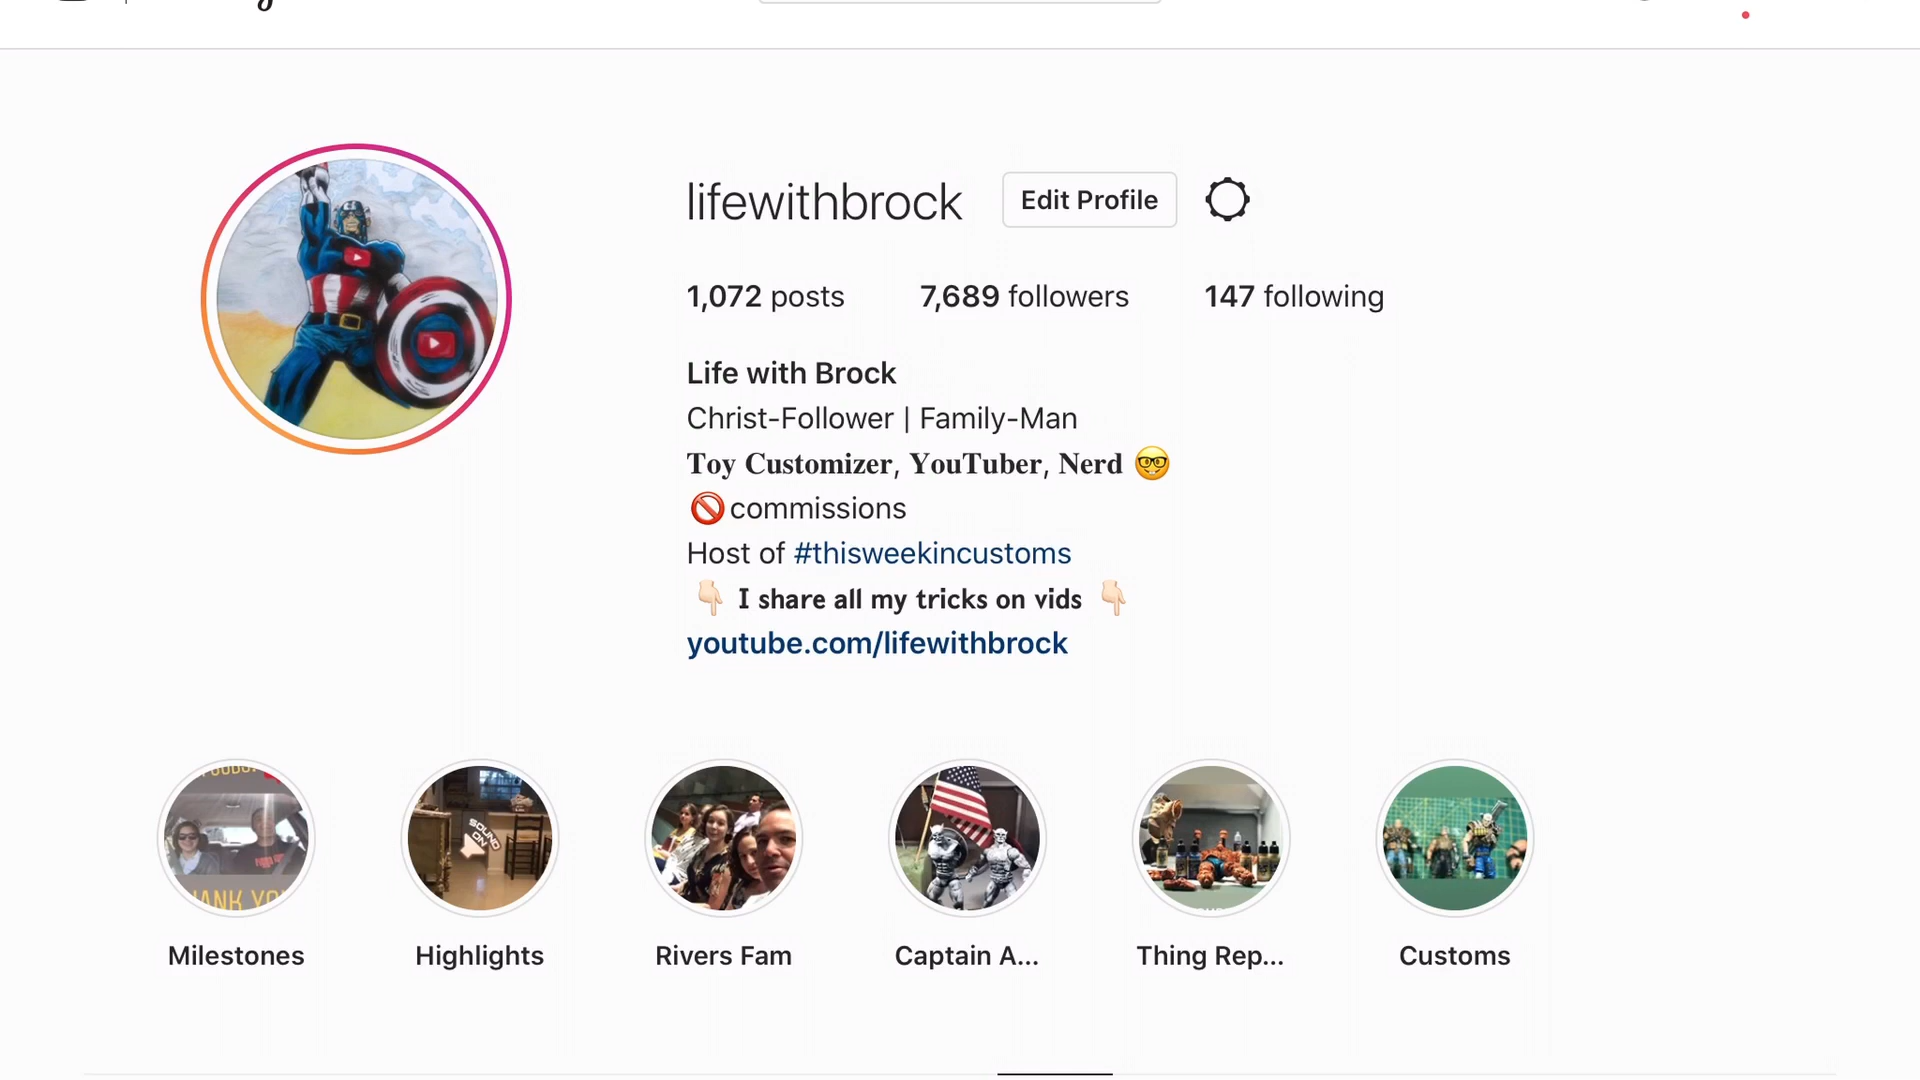 lifewithbrock Edit Profile
1,072 posts 7,689 followers 147 following
Life with Brock
Christ-Follower | Family-Man
𝐓𝐨𝐲 𝐂𝐮𝐬𝐭𝐨𝐦𝐢𝐳𝐞𝐫, 𝐘𝐨𝐮𝐓𝐮𝐛𝐞𝐫, 𝐍𝐞𝐫𝐝 🤓
🚫commissions
Host of #thisweekincustoms
👇🏻 I share all my tricks on vids 👇🏻
youtube.com/lifewithbrock
SOUND
ON
Milestones Highlights Rivers Fam Captain A... Thing Rep... Customs